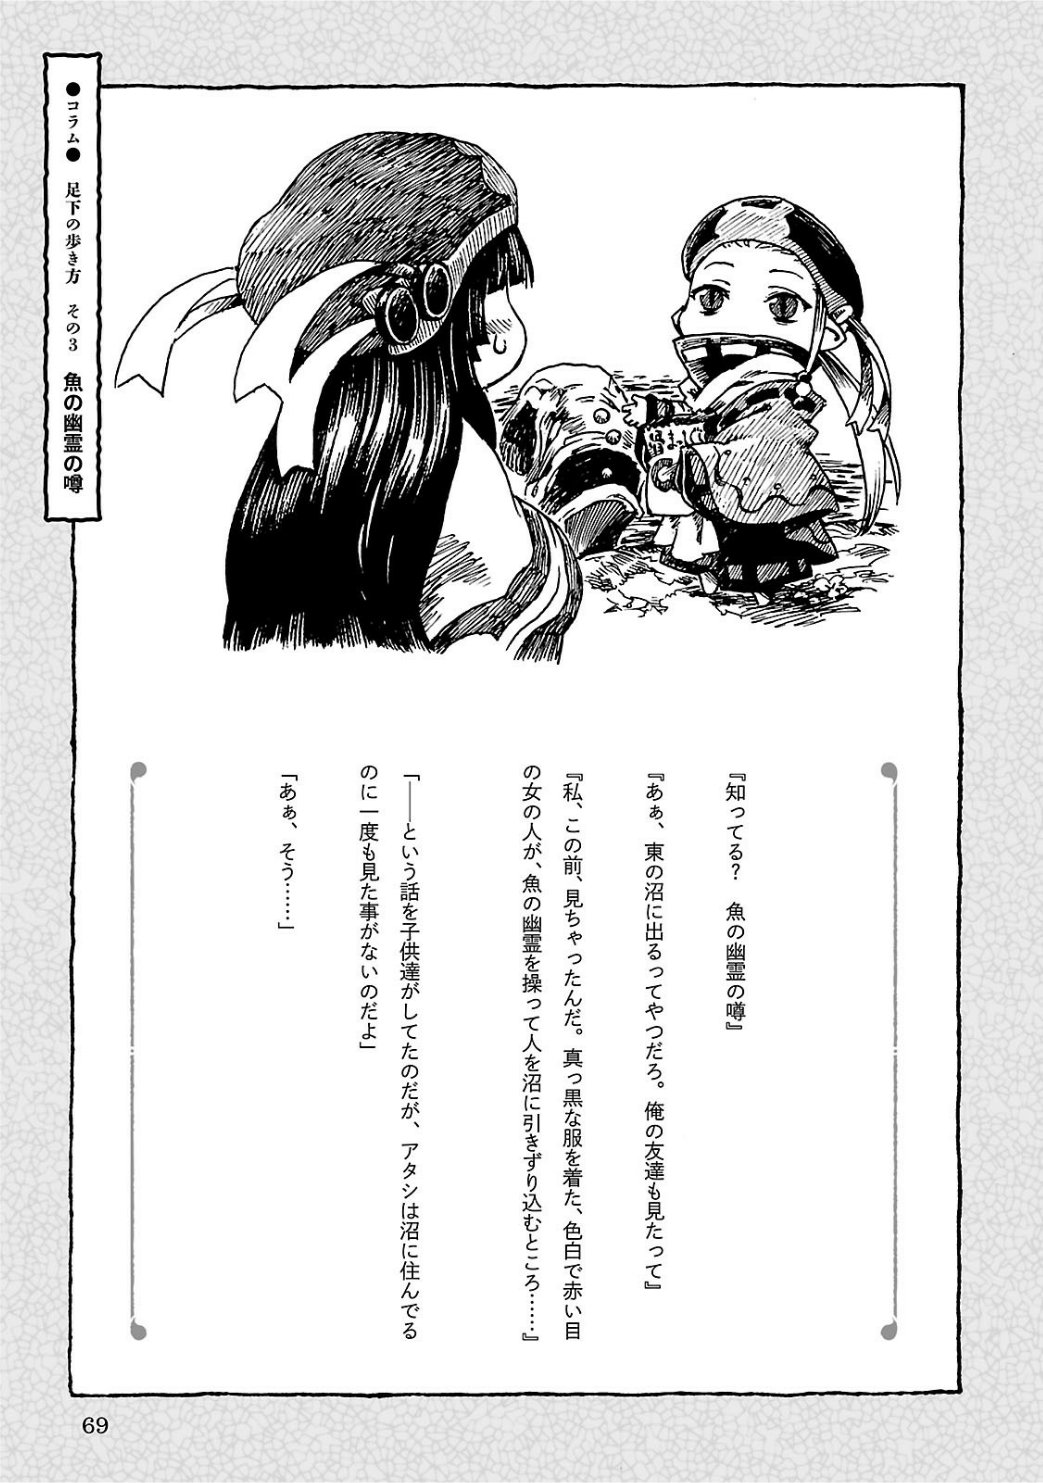 ●コラム● 足下の歩き方 その3 魚の幽霊の噂
『知ってる? 魚の幽霊の噂』
『あぁ、東の沼に出るってやつだろ。俺の友達も見たって』
『私、この前、見ちゃったんだ。真っ黒な服を着た、色白で赤い目
の女の人が、魚の幽霊を操って人を沼に引きずり込むところ……』
「――という話を子供達がしてたのだが、アタシは沼に住んでる
のに一度も見た事がないのだよ」
「あぁ、そう……」
69